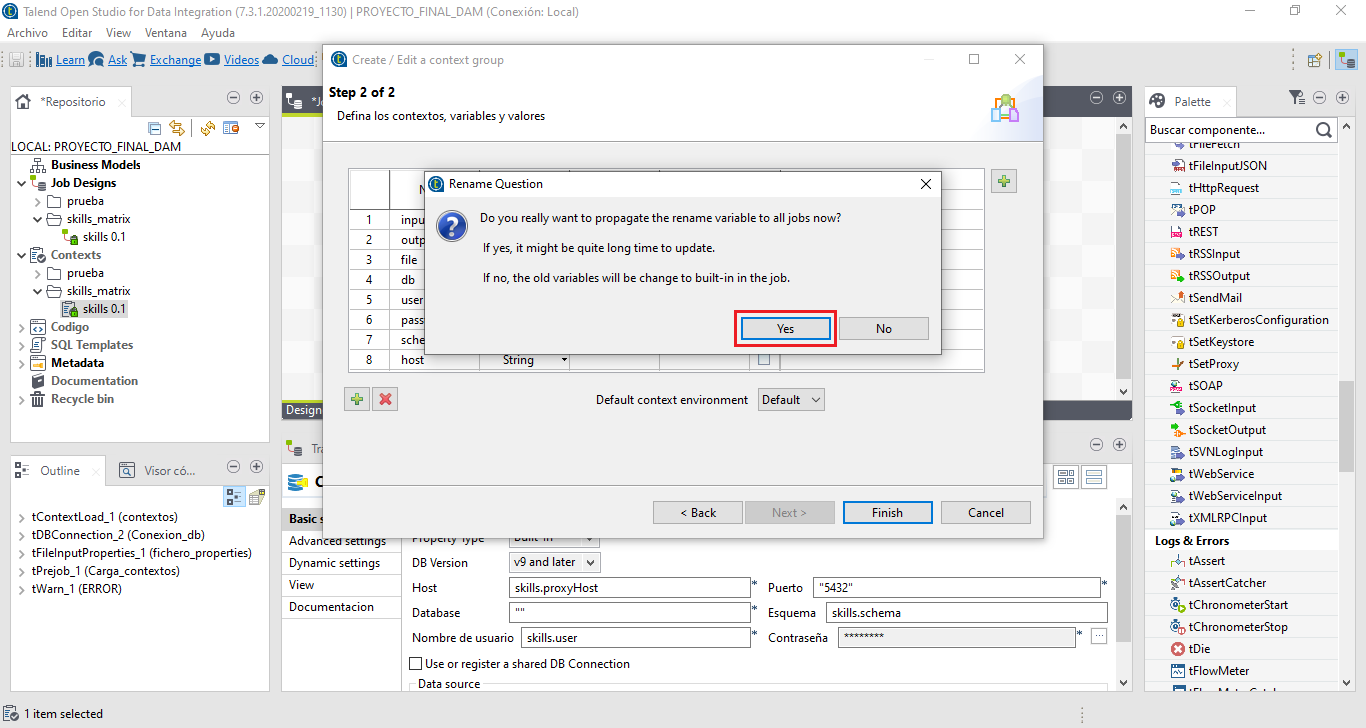 Talend Open Studio for Data Integration (7.3.1.20200219_1130) | PROYECTO_FINAL_DAM (Conexión: Local)
Archivo Editar View Ventana Ayuda
Learn Ask Exchange Videos Cloud
*Repositorio
LOCAL: PROYECTO_FINAL_DAM
Business Models
Job Designs
prueba
skills_matrix
skills 0.1
Contexts
prueba
skills_matrix
skills 0.1
Codigo
SQL Templates
Metadata
Documentation
Recycle bin
Outline
Visor có...
tContextLoad_1 (contextos)
tDBConnection_2 (Conexion_db)
tFileInputProperties_1 (fichero_properties)
tPrejob_1 (Carga_contextos)
tWarn_1 (ERROR)
1 item selected
Create / Edit a context group
Step 2 of 2
Defina los contextos, variables y valores
1 inpu
2 outp
3 file
4 db
5 user
6 pass
7 sche
8 host String
Default context environment Default
< Back Next > Finish Cancel
Rename Question
Do you really want to propagate the rename variable to all jobs now?
If yes, it might be quite long time to update.
If no, the old variables will be change to built-in in the job.
Yes No
Design
Basic s
Advanced settings
Dynamic settings
View
Documentacion
Property Type Built-In
DB Version v9 and later
Host skills.proxyHost * Puerto "5432" *
Database "" * Esquema skills.schema
Nombre de usuario skills.user * Contraseña ******** * ...
Use or register a shared DB Connection
Data source
Palette
Buscar componente...
tFileFetch
tFileInputJSON
tHttpRequest
tPOP
tREST
tRSSInput
tRSSOutput
tSendMail
tSetKerberosConfiguration
tSetKeystore
tSetProxy
tSOAP
tSocketInput
tSocketOutput
tSVNLogInput
tWebService
tWebServiceInput
tXMLRPCInput
Logs & Errors
tAssert
tAssertCatcher
tChronometerStart
tChronometerStop
tDie
tFlowMeter